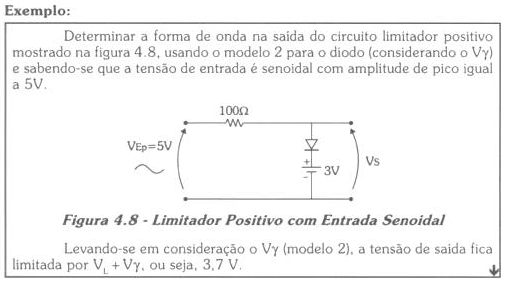 Exemplo:
Determinar a forma de onda na saída do circuito limitador positivo
mostrado na figura 4.8, usando o modelo 2 para o diodo (considerando o Vγ)
e sabendo-se que a tensão de entrada é senoidal com amplitude de pico igual
a 5V.
100Ω
VEp=5V
+
-
3V
Vs
Figura 4.8 - Limitador Positivo com Entrada Senoidal
Levando-se em consideração o Vγ (modelo 2), a tensão de saída fica
limitada por VL + Vγ, ou seja, 3,7 V.